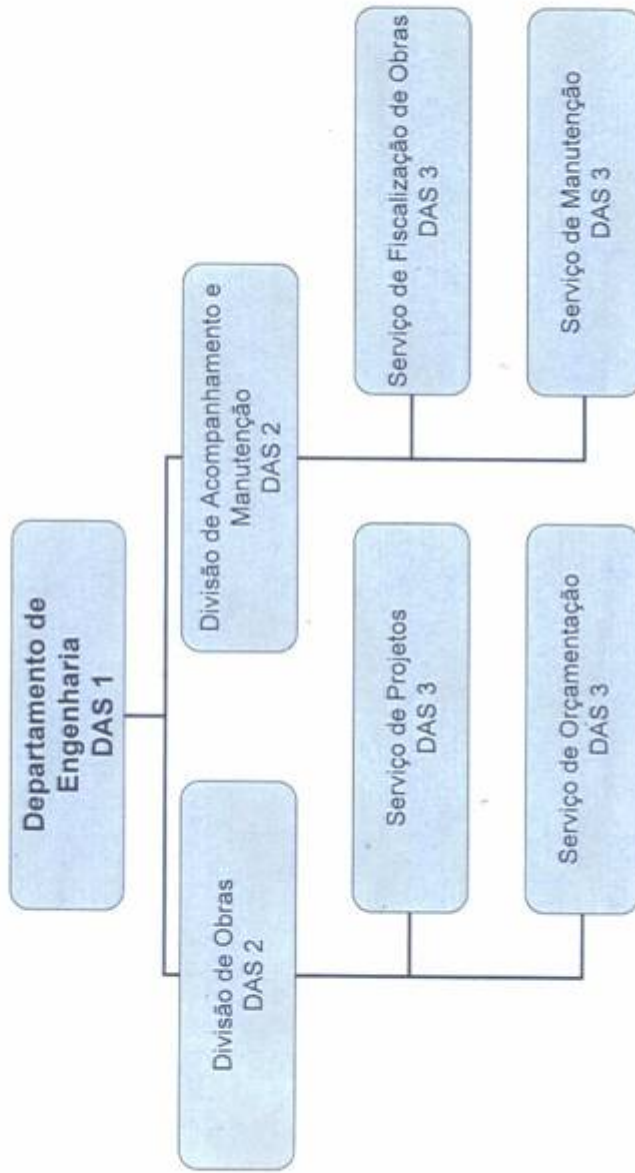 Departamento de
Engenharia
DAS 1
Divisão de Obras
DAS 2
Divisão de Acompanhamento e
Manutenção
DAS 2
Serviço de Projetos
DAS 3
Serviço de Orçamentação
DAS 3
Serviço de Fiscalização de Obras
DAS 3
Serviço de Manutenção
DAS 3